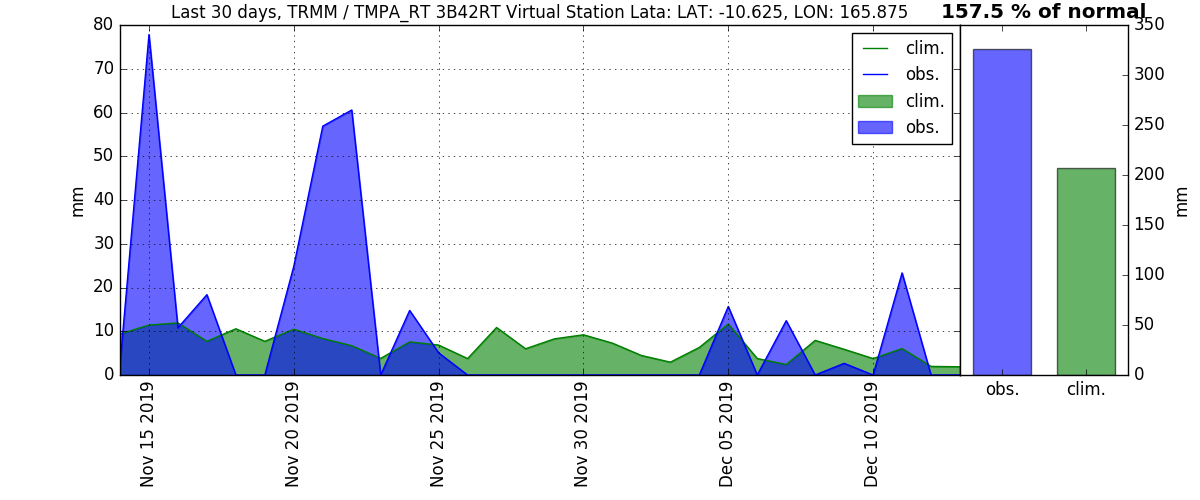 Last 30 days, TRMM / TMPA_RT 3B42RT Virtual Station Lata: LAT: -10.625, LON: 165.875
157.5 % of normal
80
70
60
50
40
30
20
10
0
mm
clim.
obs.
clim.
obs.
Nov 15 2019
Nov 20 2019
Nov 25 2019
Nov 30 2019
Dec 05 2019
Dec 10 2019
350
300
250
200
150
100
50
0
mm
obs.
clim.